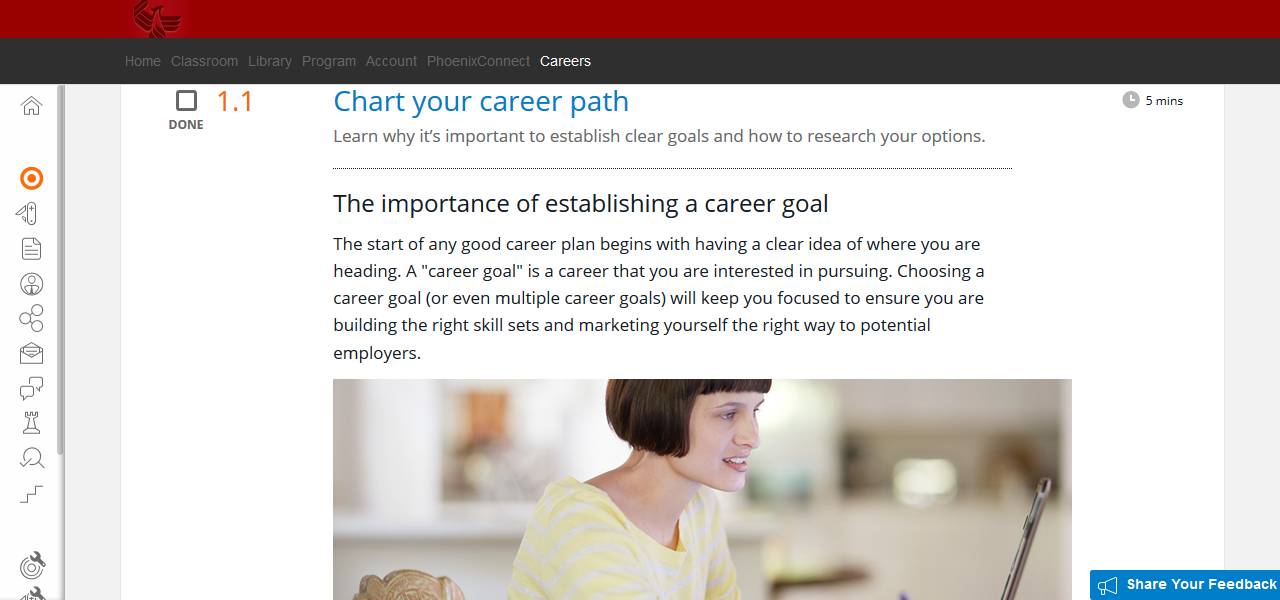 Home Classroom Library Program Account PhoenixConnect Careers
DONE
1.1
Chart your career path
5 mins
Learn why it’s important to establish clear goals and how to research your options.
The importance of establishing a career goal
The start of any good career plan begins with having a clear idea of where you are
heading. A "career goal" is a career that you are interested in pursuing. Choosing a
career goal (or even multiple career goals) will keep you focused to ensure you are
building the right skill sets and marketing yourself the right way to potential
employers.
Share Your Feedback